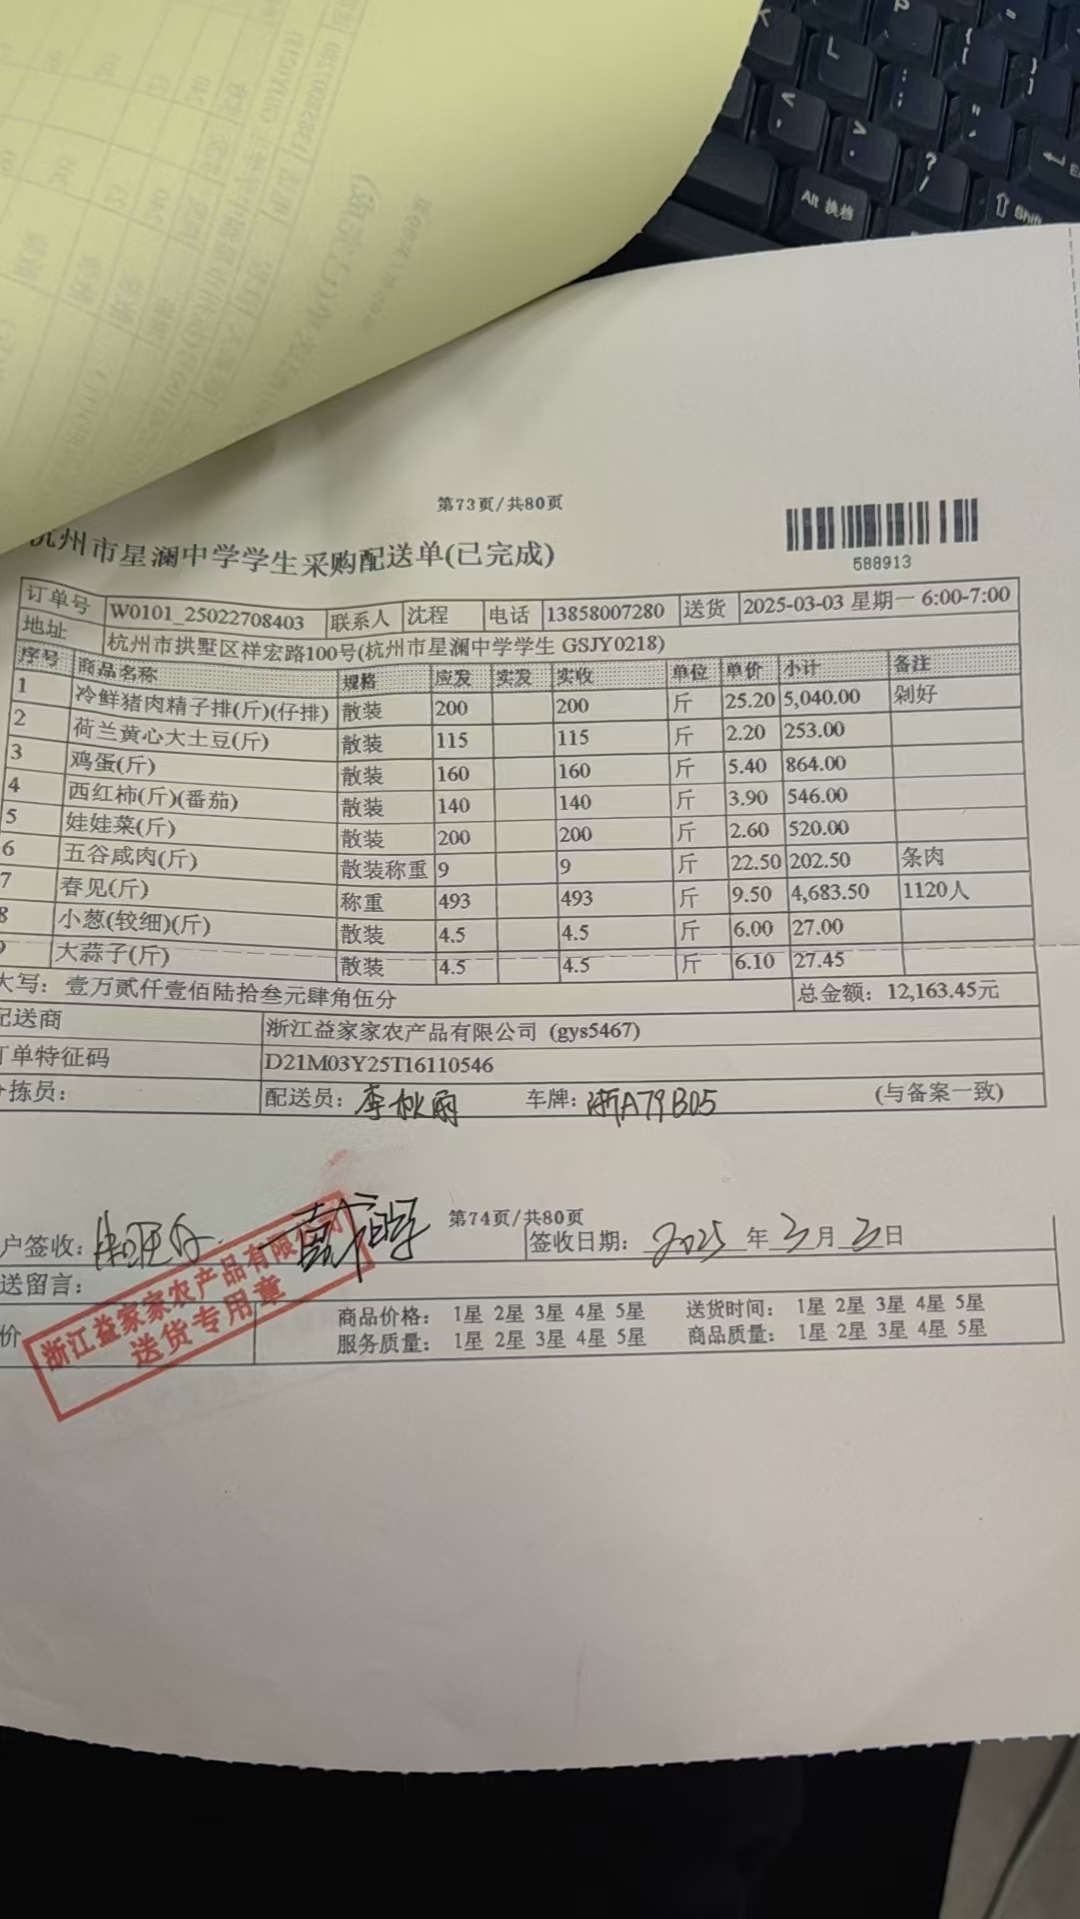 K
L
P
Alt 换档
Shift
第73页/共80页
588913
杭州市星澜中学学生采购配送单(已完成)
订单号 W0101_25022708403 联系人 沈程 电话 13858007280 送货 2025-03-03 星期一 6:00-7:00
地址 杭州市拱墅区祥宏路100号(杭州市星澜中学学生 GSJY0218)
序号 商品名称 规格 应发 实发 实收 单位 单价 小计 备注
1 冷鲜猪肉精子排(斤)(仔排) 散装 200 200 斤 25.20 5,040.00 剁好
2 荷兰黄心大土豆(斤) 散装 115 115 斤 2.20 253.00
3 鸡蛋(斤) 散装 160 160 斤 5.40 864.00
4 西红柿(斤)(番茄) 散装 140 140 斤 3.90 546.00
5 娃娃菜(斤) 散装 200 200 斤 2.60 520.00
6 五谷咸肉(斤) 散装称重 9 9 斤 22.50 202.50 条肉
7 春见(斤) 称重 493 493 斤 9.50 4,683.50 1120人
8 小葱(较细)(斤) 散装 4.5 4.5 斤 6.00 27.00
9 大蒜子(斤) 散装 4.5 4.5 斤 6.10 27.45
大写：壹万贰仟壹佰陆拾叁元肆角伍分 总金额：12,163.45元
配送商 浙江益家家农产品有限公司 (gys5467)
订单特征码 D21M03Y25T16110546
分拣员： 配送员：李秋雨 车牌：浙A79B05 (与备案一致)
第74页/共80页
户签收： 签收日期：2025年3月3日
送留言：
价 商品价格： 1星 2星 3星 4星 5星 送货时间： 1星 2星 3星 4星 5星
服务质量： 1星 2星 3星 4星 5星 商品质量： 1星 2星 3星 4星 5星
浙江益家家农产品有限公司
送货专用章